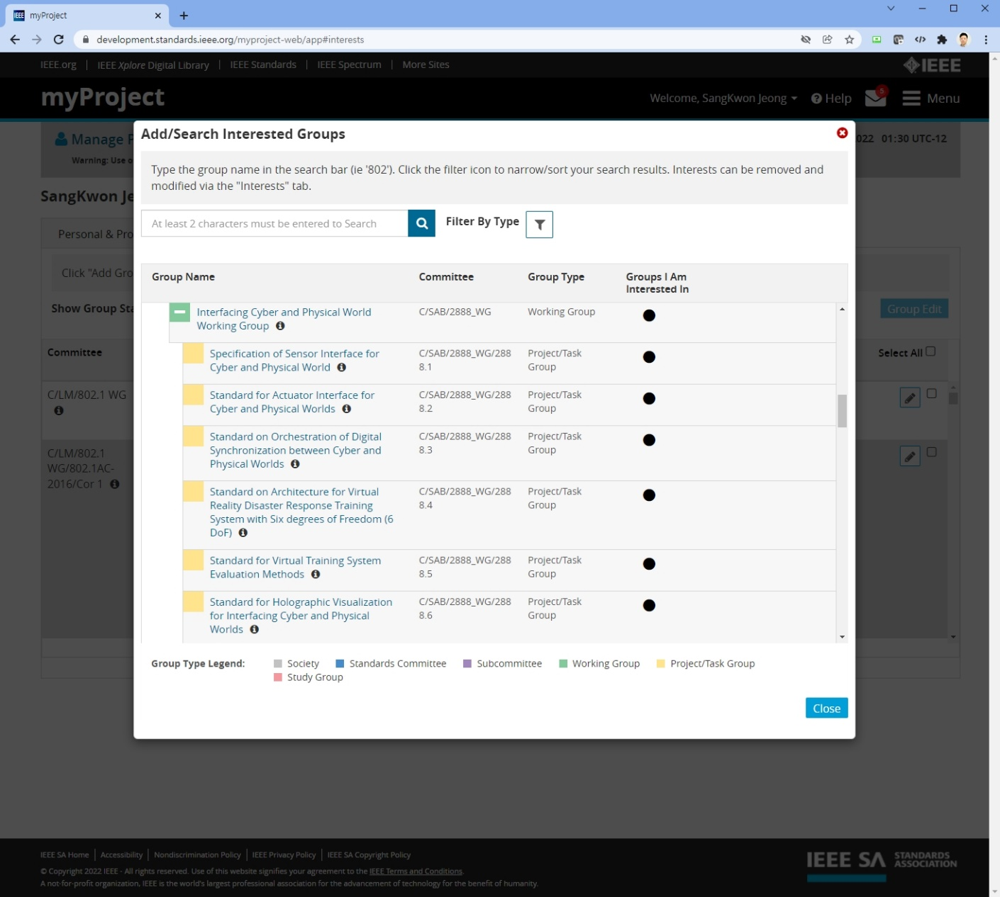 IEEE myProject
development.standards.ieee.org/myproject-web/app#interests
IEEE.org | IEEE Xplore Digital Library | IEEE Standards | IEEE Spectrum | More Sites
IEEE
myProject
Welcome, SangKwon Jeong
Help
5
Menu
Manage P
022 01:30 UTC-12
Warning: Use o
SangKwon Je
Personal & Pro
Click "Add Gro
Show Group Sta
Group Edit
Committee
Select All
C/LM/802.1 WG
C/LM/802.1
WG/802.1AC-
2016/Cor 1
Add/Search Interested Groups
Type the group name in the search bar (ie '802'). Click the filter icon to narrow/sort your search results. Interests can be removed and
modified via the "Interests" tab.
At least 2 characters must be entered to Search
Filter By Type
Group Name
Committee
Group Type
Groups I Am
Interested In
Interfacing Cyber and Physical World
Working Group
C/SAB/2888_WG
Working Group
Specification of Sensor Interface for
Cyber and Physical World
C/SAB/2888_WG/288
8.1
Project/Task
Group
Standard for Actuator Interface for
Cyber and Physical Worlds
C/SAB/2888_WG/288
8.2
Project/Task
Group
Standard on Orchestration of Digital
Synchronization between Cyber and
Physical Worlds
C/SAB/2888_WG/288
8.3
Project/Task
Group
Standard on Architecture for Virtual
Reality Disaster Response Training
System with Six degrees of Freedom (6
DoF)
C/SAB/2888_WG/288
8.4
Project/Task
Group
Standard for Virtual Training System
Evaluation Methods
C/SAB/2888_WG/288
8.5
Project/Task
Group
Standard for Holographic Visualization
for Interfacing Cyber and Physical
Worlds
C/SAB/2888_WG/288
8.6
Project/Task
Group
Group Type Legend:
Society
Standards Committee
Subcommittee
Working Group
Project/Task Group
Study Group
Close
IEEE SA Home | Accessibility | Nondiscrimination Policy | IEEE Privacy Policy | IEEE SA Copyright Policy
© Copyright 2022 IEEE - All rights reserved. Use of this website signifies your agreement to the IEEE Terms and Conditions.
A not-for-profit organization, IEEE is the world's largest professional association for the advancement of technology for the benefit of humanity.
IEEE SA STANDARDS
ASSOCIATION